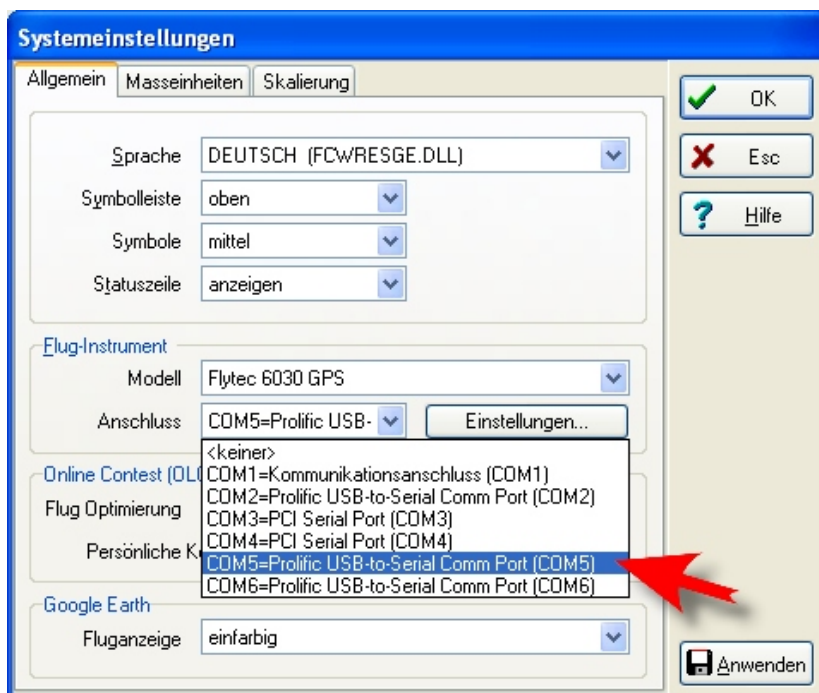 Systemeinstellungen
Allgemein Masseinheiten Skalierung
OK
Esc
Hilfe
Sprache DEUTSCH (FCWRESGE.DLL)
Symbolleiste oben
Symbole mittel
Statuszeile anzeigen
Flug-Instrument
Modell Flytec 6030 GPS
Anschluss COM5=Prolific USB- Einstellungen...
<keiner>
COM1=Kommunikationsanschluss (COM1)
COM2=Prolific USB-to-Serial Comm Port (COM2)
COM3=PCI Serial Port (COM3)
COM4=PCI Serial Port (COM4)
COM5=Prolific USB-to-Serial Comm Port (COM5)
COM6=Prolific USB-to-Serial Comm Port (COM6)
Online Contest (OL
Flug Optimierung
Persönliche K
Google Earth
Fluganzeige einfarbig
Anwenden